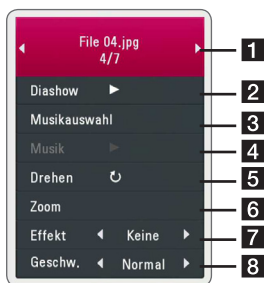 File 04.jpg 1
4/7
Diashow 2
Musikauswahl 3
Musik 4
Drehen 5
Zoom 6
Effekt Keine 7
Geschw. Normal 8